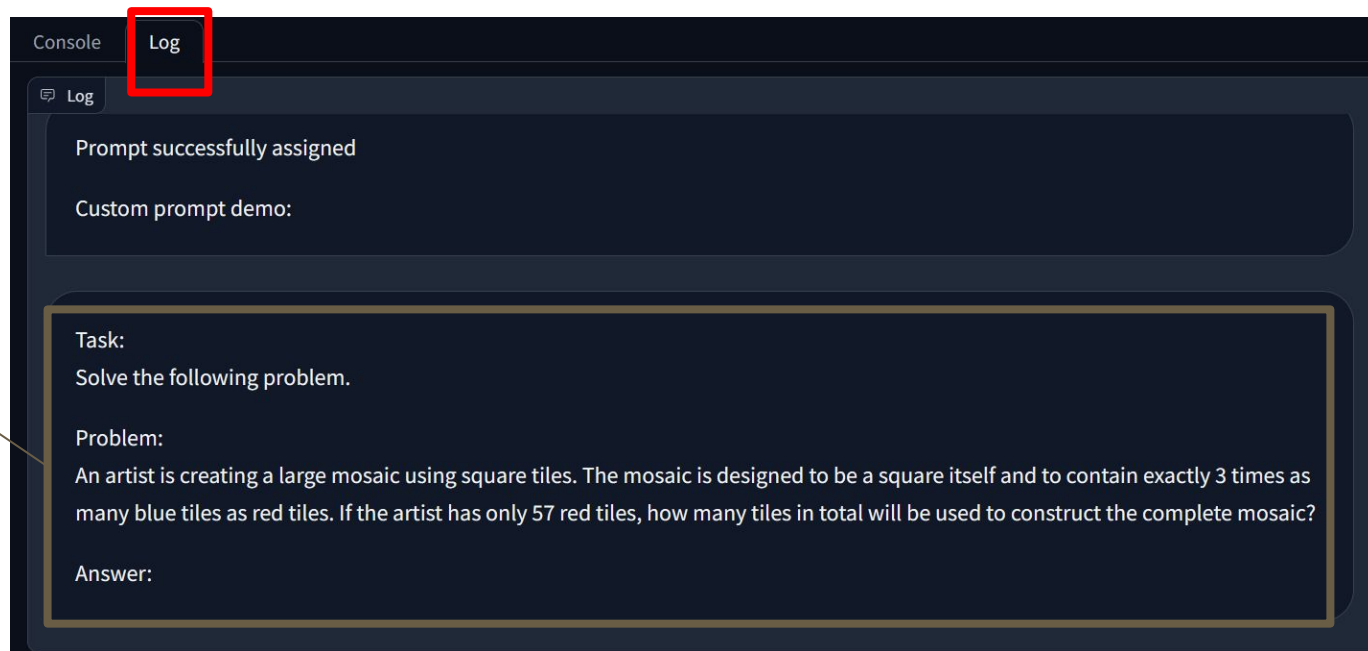 Console
Log
Log
Prompt successfully assigned
Custom prompt demo:
Task:
Solve the following problem.
Problem:
An artist is creating a large mosaic using square tiles. The mosaic is designed to be a square itself and to contain exactly 3 times as
many blue tiles as red tiles. If the artist has only 57 red tiles, how many tiles in total will be used to construct the complete mosaic?
Answer: